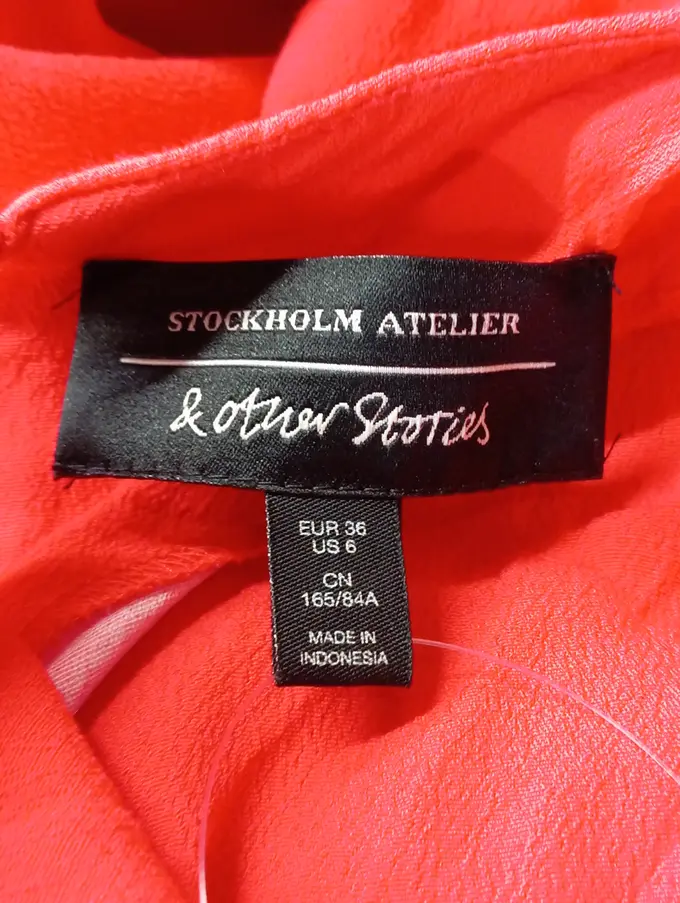 STOCKHOLM ATELIER
& other Stories
EUR 36
US 6
CN
165/84A
MADE IN
INDONESIA